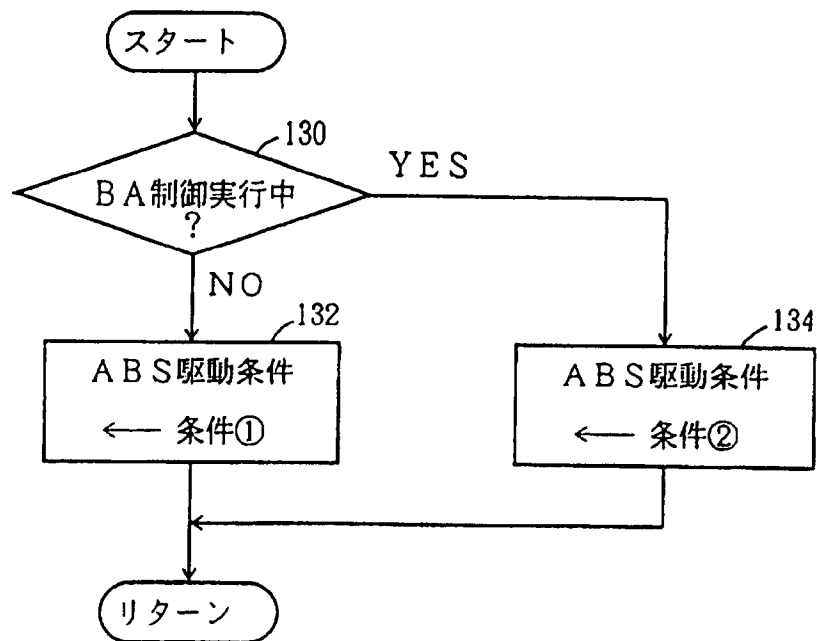 スタート
130
BA制御実行中
?
YES
NO
132
ABS駆動条件
← 条件①
134
ABS駆動条件
← 条件②
リターン